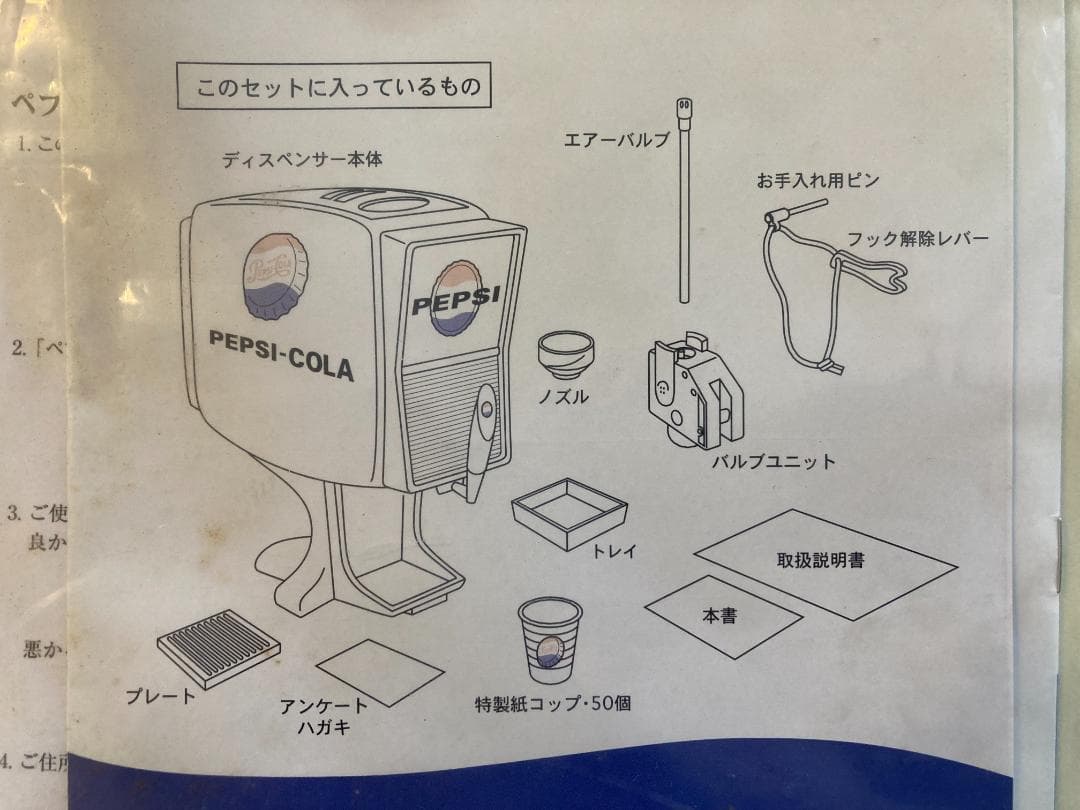 このセットに入っているもの
ペプ
1. この
エアーバルブ
ディスペンサー本体
お手入れ用ピン
フック解除レバー
Pepsi-Cola
PEPSI
PEPSI-COLA
2.「ペ
ノズル
バルブユニット
3. ご使
良か
トレイ
取扱説明書
本書
悪か
プレート
アンケート
ハガキ
特製紙コップ・50個
4. ご住所